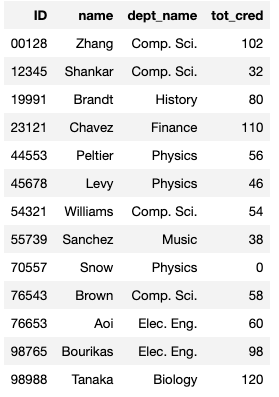 ID name dept_name tot_cred
00128 Zhang Comp. Sci. 102
12345 Shankar Comp. Sci. 32
19991 Brandt History 80
23121 Chavez Finance 110
44553 Peltier Physics 56
45678 Levy Physics 46
54321 Williams Comp. Sci. 54
55739 Sanchez Music 38
70557 Snow Physics 0
76543 Brown Comp. Sci. 58
76653 Aoi Elec. Eng. 60
98765 Bourikas Elec. Eng. 98
98988 Tanaka Biology 120